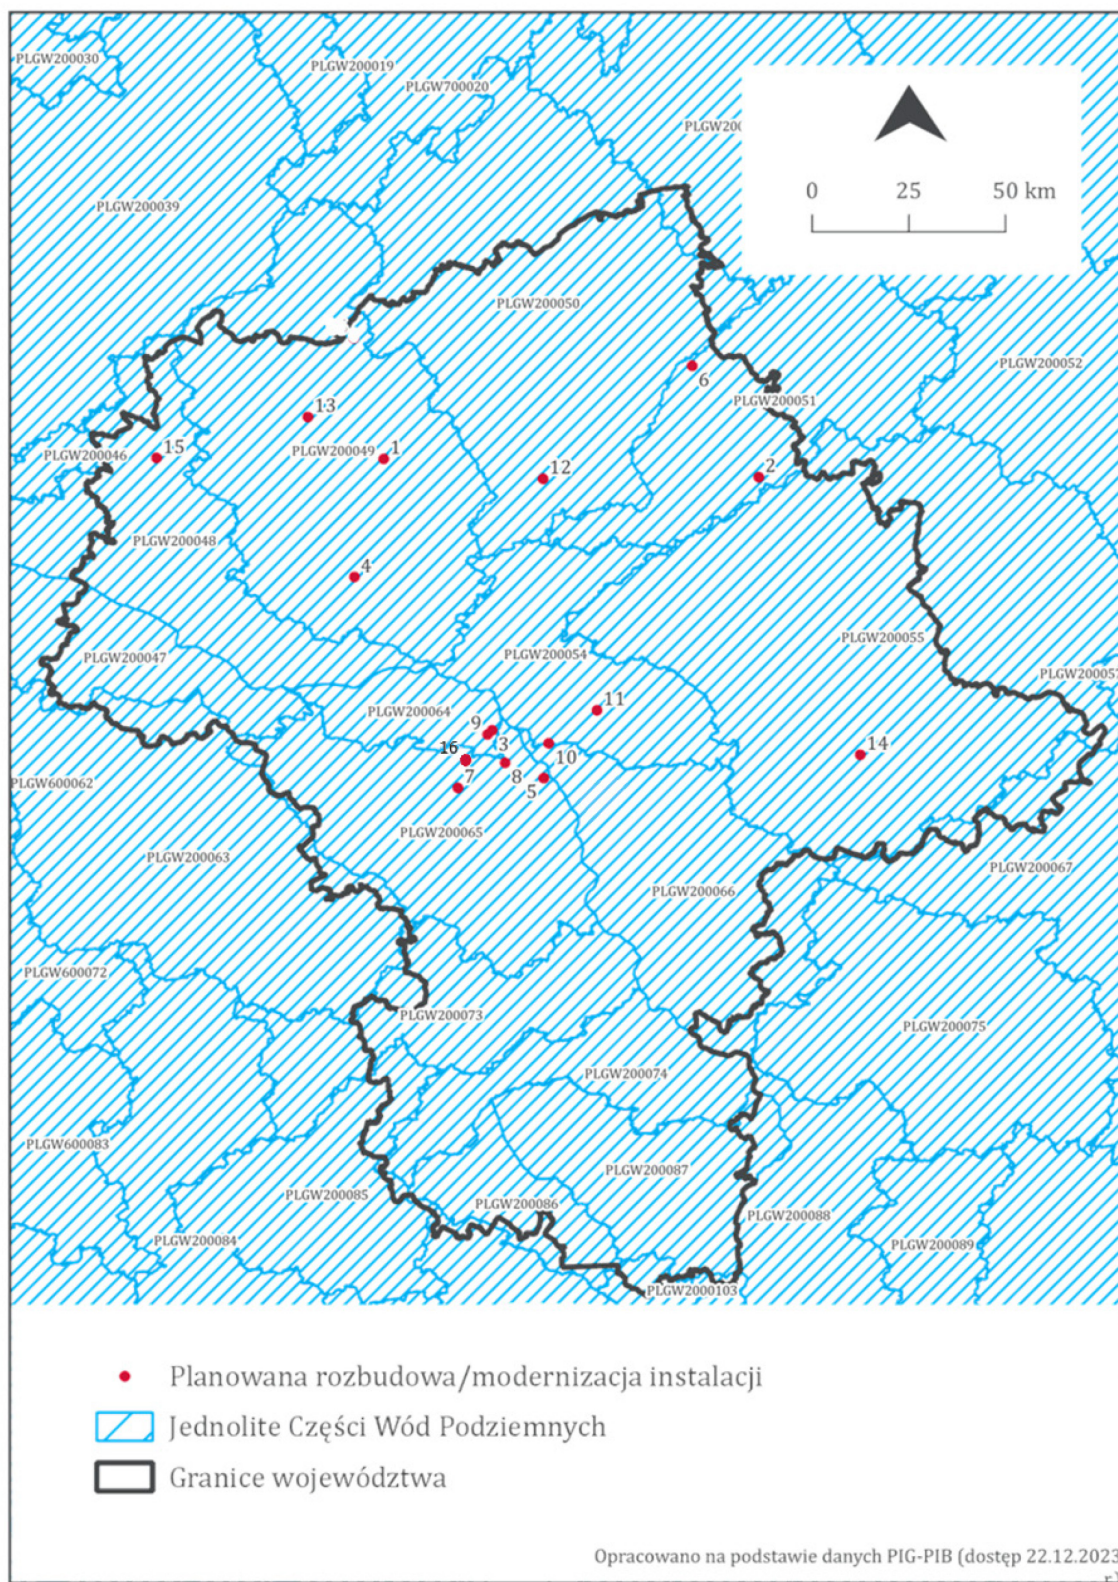 PLGW200030
PLGW200019
PLGW700020
PLGW200
0 25 50 km
PLGW200039
PLGW200050
PLGW200052
6
PLGW200051
13
PLGW200049
1
PLGW200046
15
12
2
PLGW200048
4
PLGW200055
PLGW200054
PLGW200047
PLGW20005
11
PLGW200064
9
3
16
10
14
7
8
5
PLGW600062
PLGW200065
PLGW200063
PLGW200067
PLGW200066
PLGW600072
PLGW200073
PLGW200075
PLGW200074
PLGW600083
PLGW200087
PLGW200085
PLGW200086
PLGW200088
PLGW200084
PLGW200089
PLGW2000103
Planowana rozbudowa/modernizacja instalacji
Jednolite Części Wód Podziemnych
Granice województwa
Opracowano na podstawie danych PIG-PIB (dostęp 22.12.2023
r.